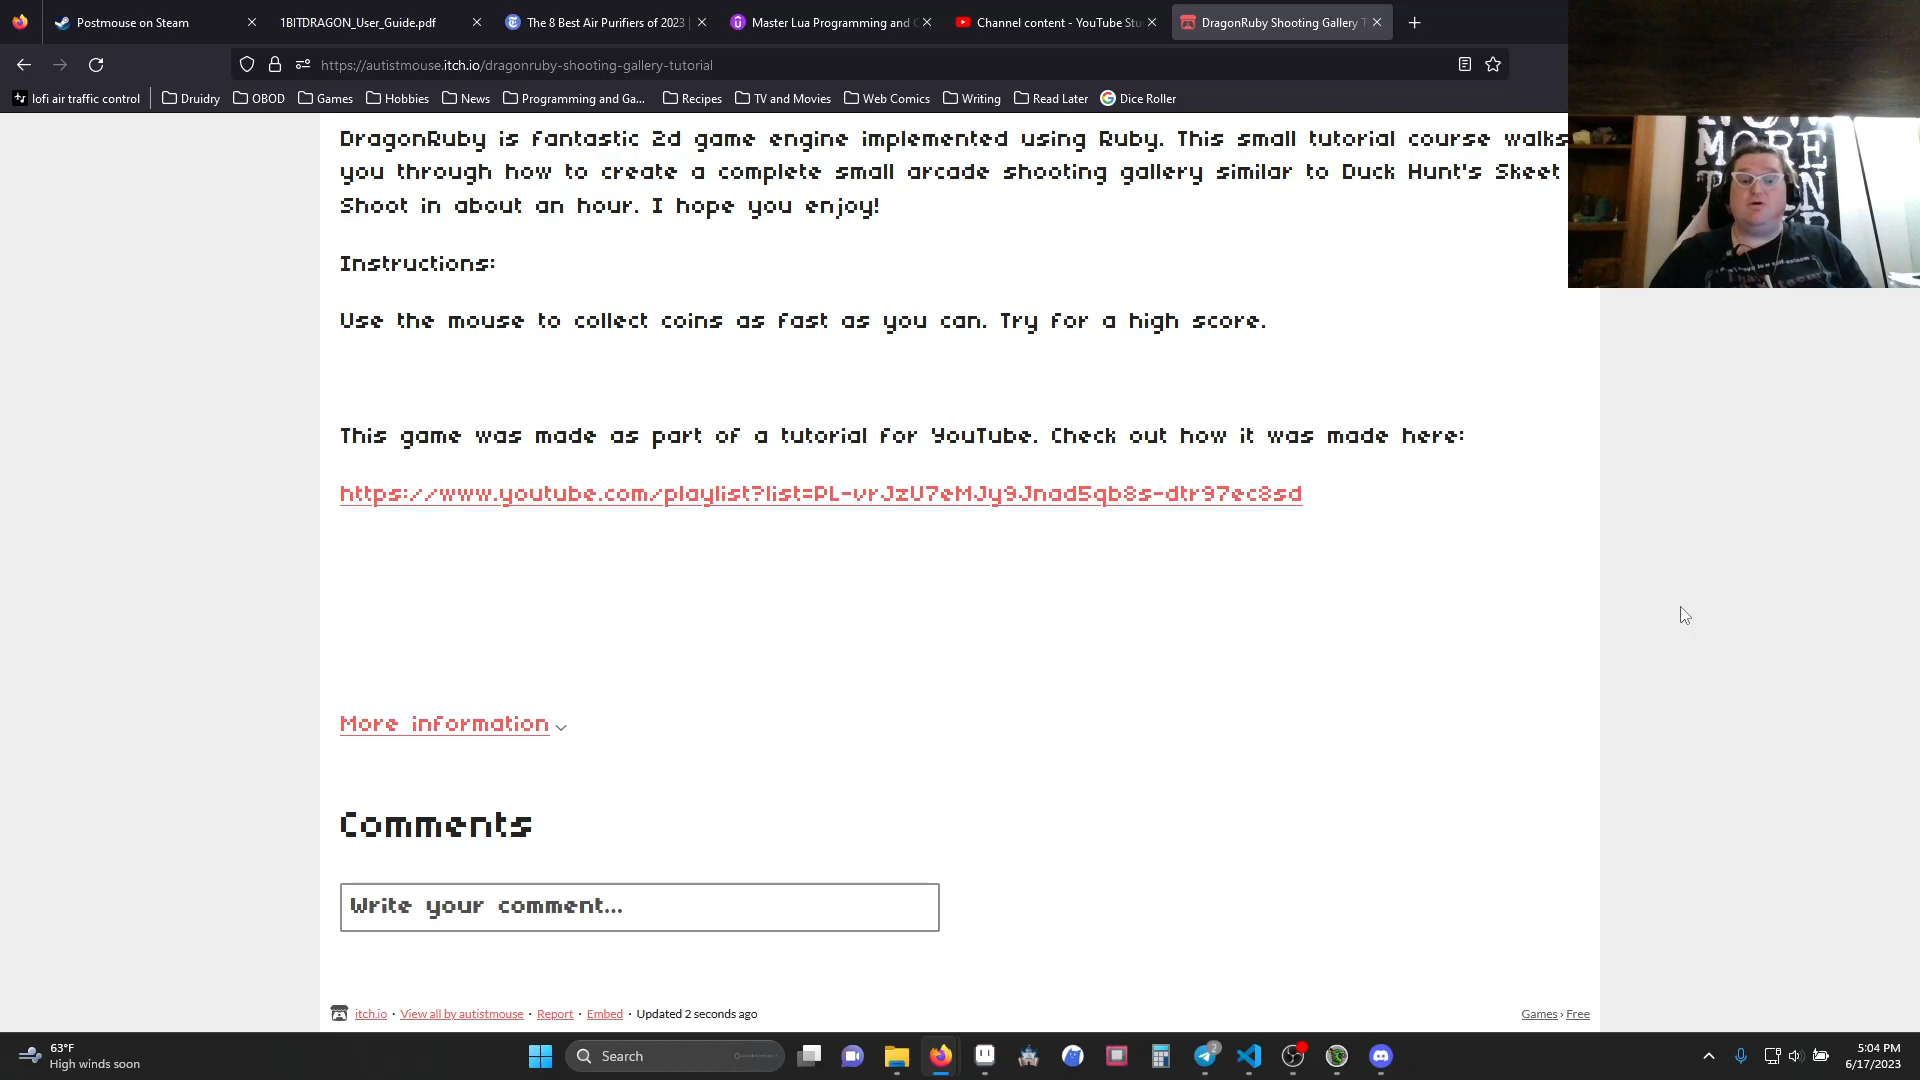 Postmouse on Steam
1BITDRAGON_User_Guide.pdf
The 8 Best Air Purifiers of 2023 |
Master Lua Programming and
Channel content - YouTube Stu
DragonRuby Shooting Gallery T
https://autistmouse.itch.io/dragonruby-shooting-gallery-tutorial
lofi air traffic control
Druidry
OBOD
Games
Hobbies
News
Programming and Ga...
Recipes
TV and Movies
Web Comics
Writing
Read Later
Dice Roller
DragonRuby is fantastic 2d game engine implemented using Ruby. This small tutorial course walks
you through how to create a complete small arcade shooting gallery similar to Duck Hunt's Skeet
Shoot in about an hour. I hope you enjoy!
Instructions:
Use the mouse to collect coins as fast as you can. Try for a high score.
This game was made as part of a tutorial for YouTube. Check out how it was made here:
https://www.youtube.com/playlist?list=PL-vrJzU7eMJy9Jnad5qb8s-dtr97ec8sd
More information
Comments
Write your comment...
itch.io · View all by autistmouse · Report · Embed · Updated 2 seconds ago
Games › Free
MORE
63°F
High winds soon
Search
2
5:04 PM
6/17/2023